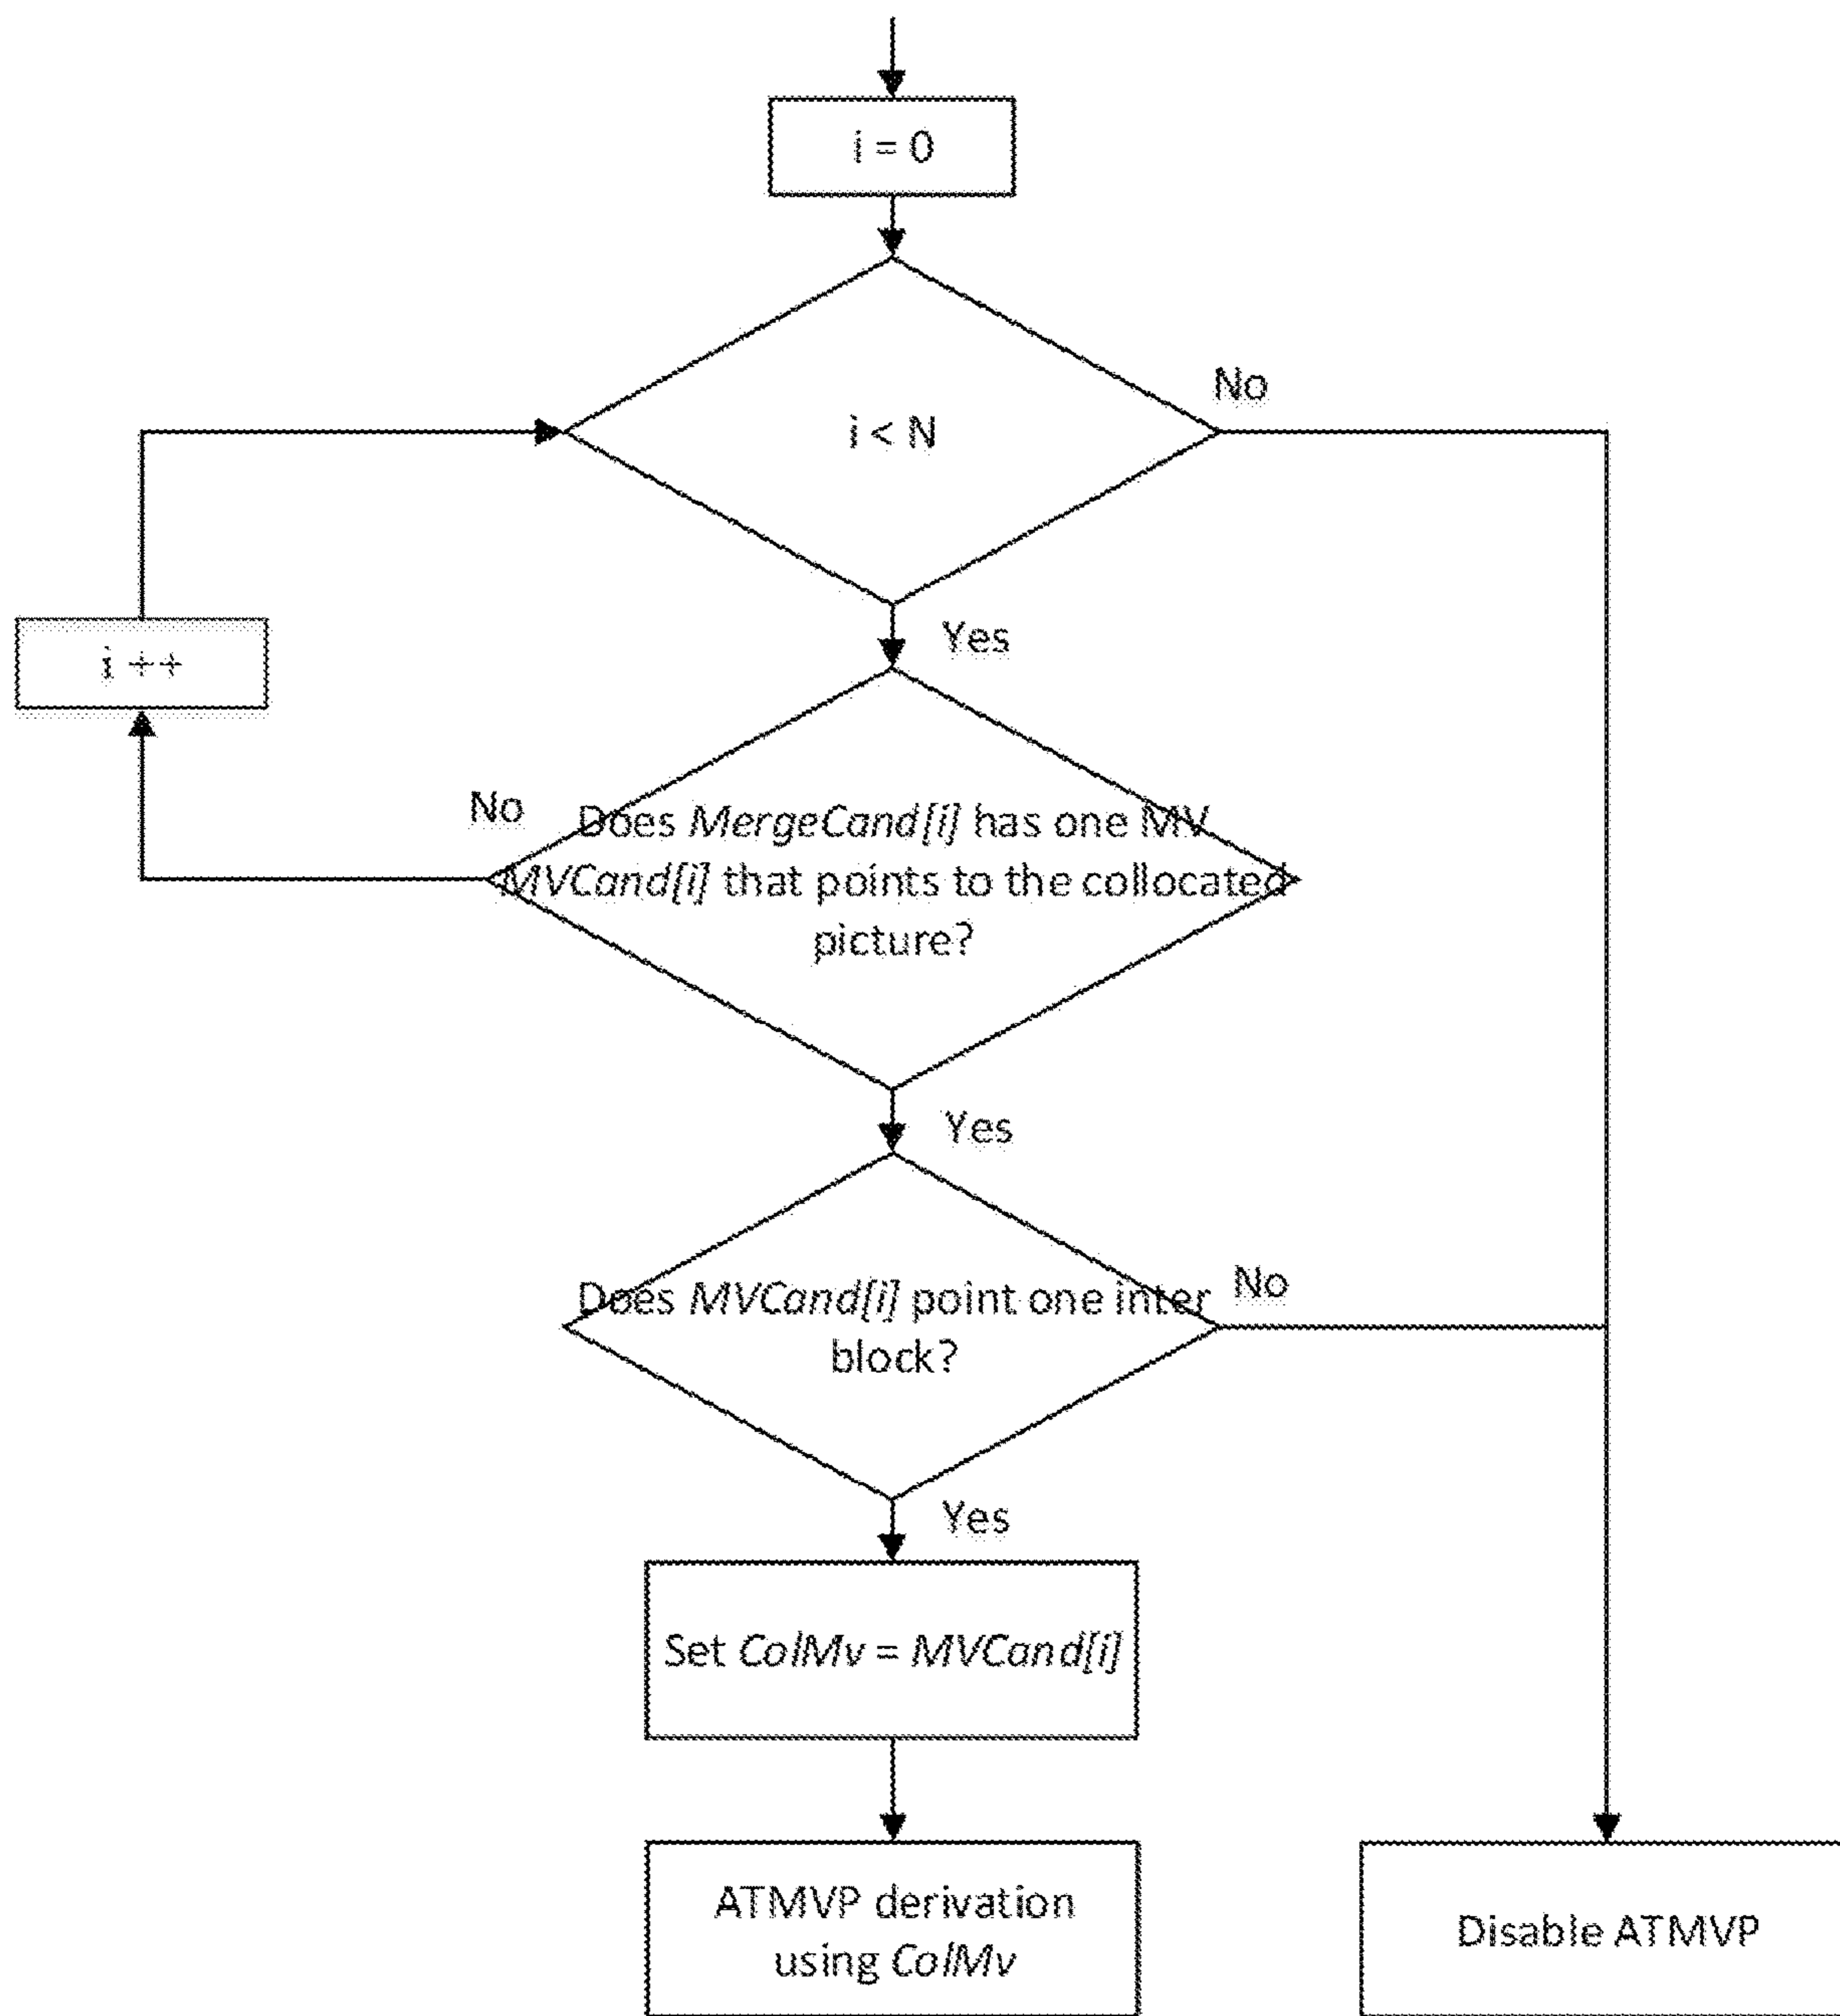 i = 0
No
i < N
Yes
i ++
No
Does MergeCand[i] has one MV
MVCand[i] that points to the collocated
picture?
Yes
Does MVCand[i] point one inter
No
block?
Yes
Set ColMv = MVCand[i]
ATMVP derivation
using ColMv
Disable ATMVP